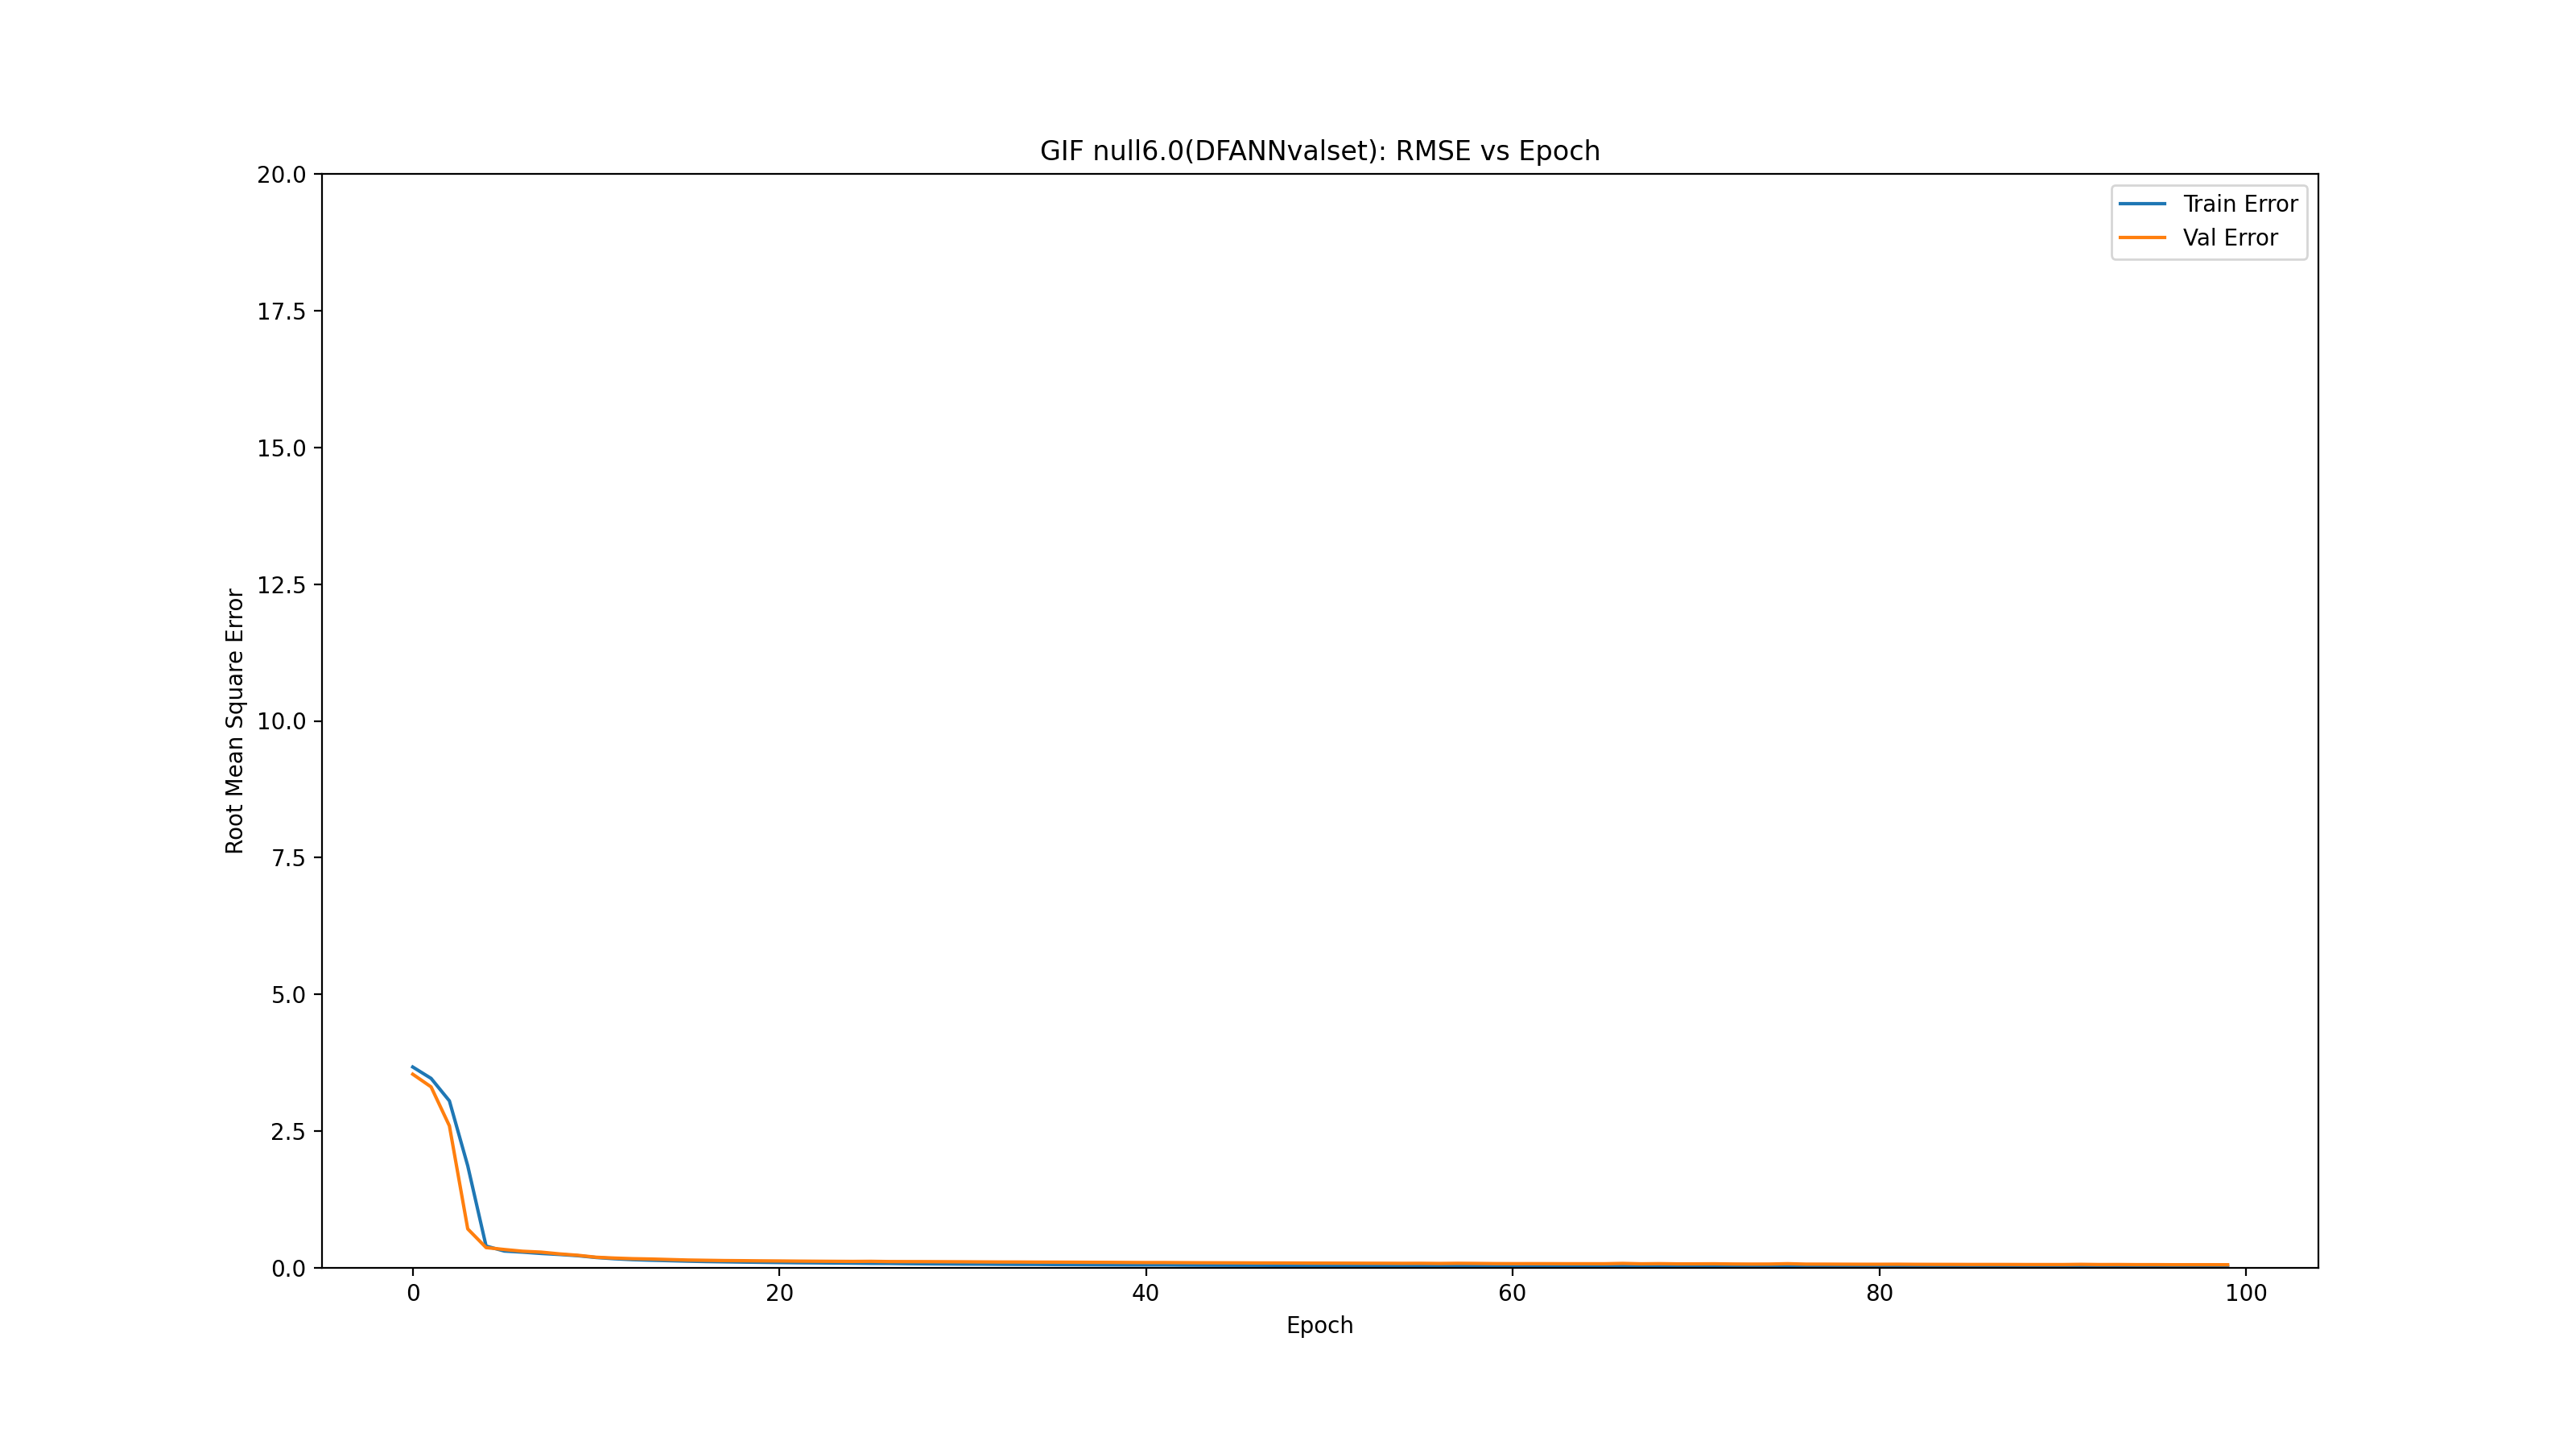 GIF null6.0(DFANNvalset): RMSE vs Epoch
Train Error
Val Error
20.0
17.5
15.0
12.5
10.0
7.5
5.0
2.5
0.0
Root Mean Square Error
0 20 40 60 80 100
Epoch